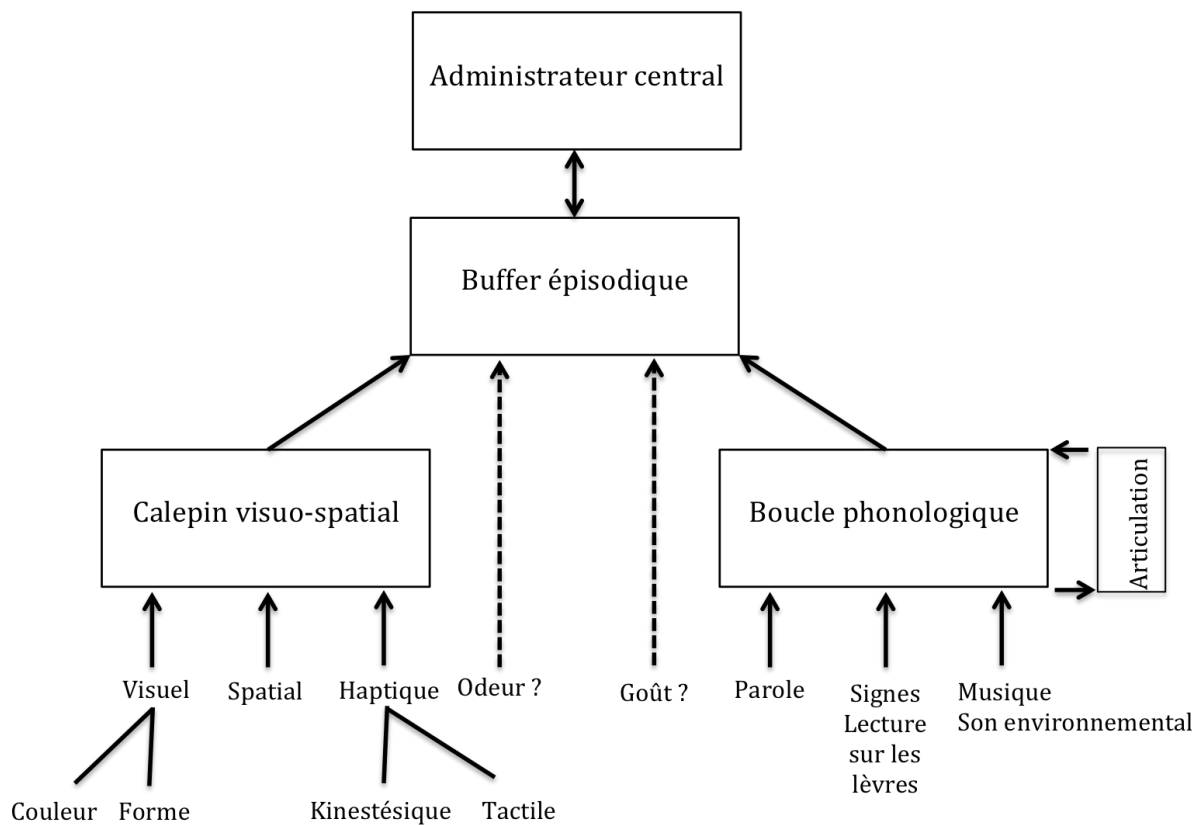 Administrateur central
Buffer épisodique
Calepin visuo-spatial
Boucle phonologique
Articulation
Visuel
Spatial
Haptique
Odeur ?
Goût ?
Parole
Signes
Lecture
sur les
lèvres
Musique
Son environnemental
Couleur
Forme
Kinestésique
Tactile